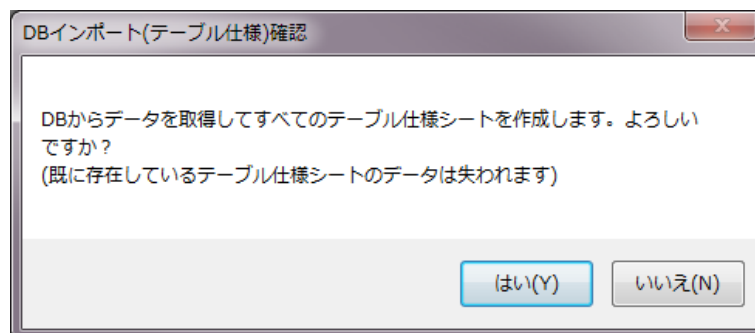 DBインポート(テーブル仕様)確認
DBからデータを取得してすべてのテーブル仕様シートを作成します。よろしい
ですか？
(既に存在しているテーブル仕様シートのデータは失われます)
はい(Y)
いいえ(N)